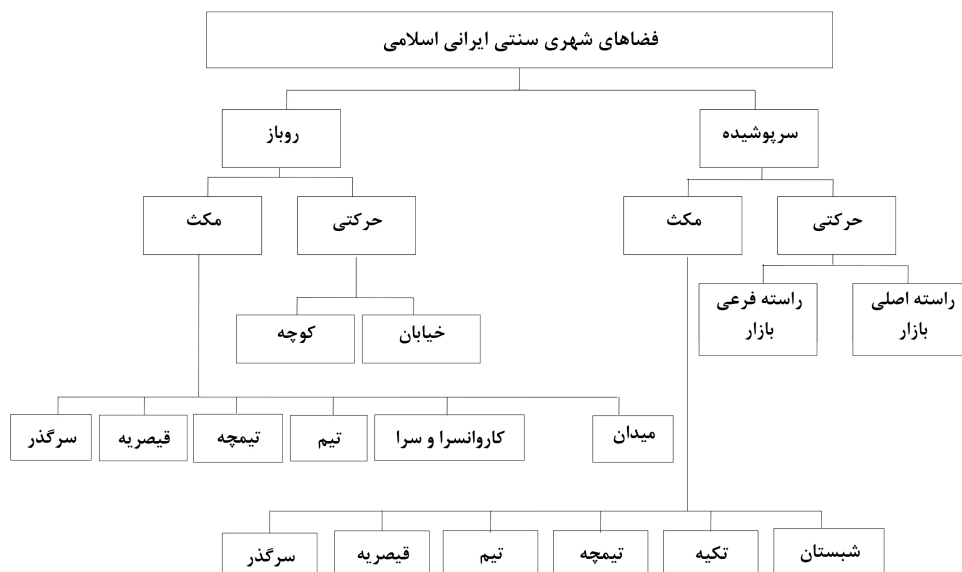 فضاهای شهری سنتی ایرانی اسلامی
سرپوشیده
روباز
حرکتی
مکث
حرکتی
مکث
راسته اصلی
بازار
راسته فرعی
بازار
خیابان
کوچه
میدان
کاروانسرا و سرا
تیم
تیمچه
قیصریه
سرگذر
شبستان
تکیه
تیمچه
تیم
قیصریه
سرگذر